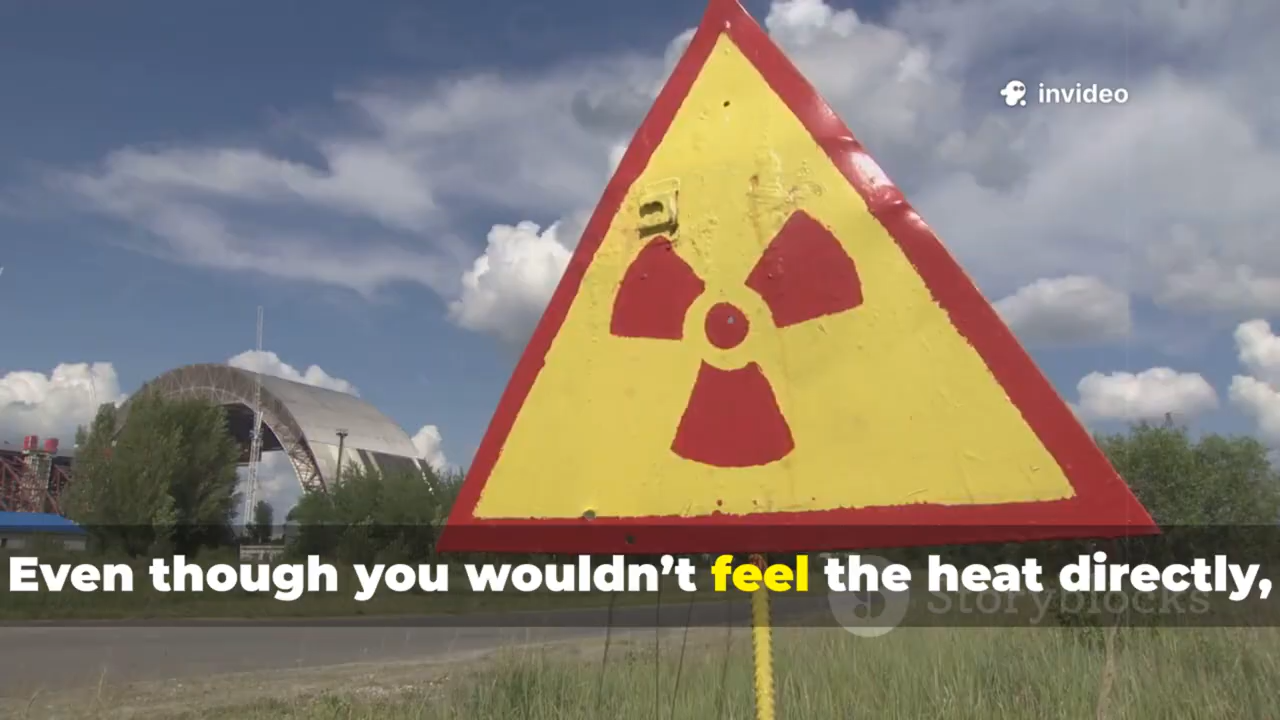 invideo
Even though you wouldn't feel the heat directly,
Storyblocks